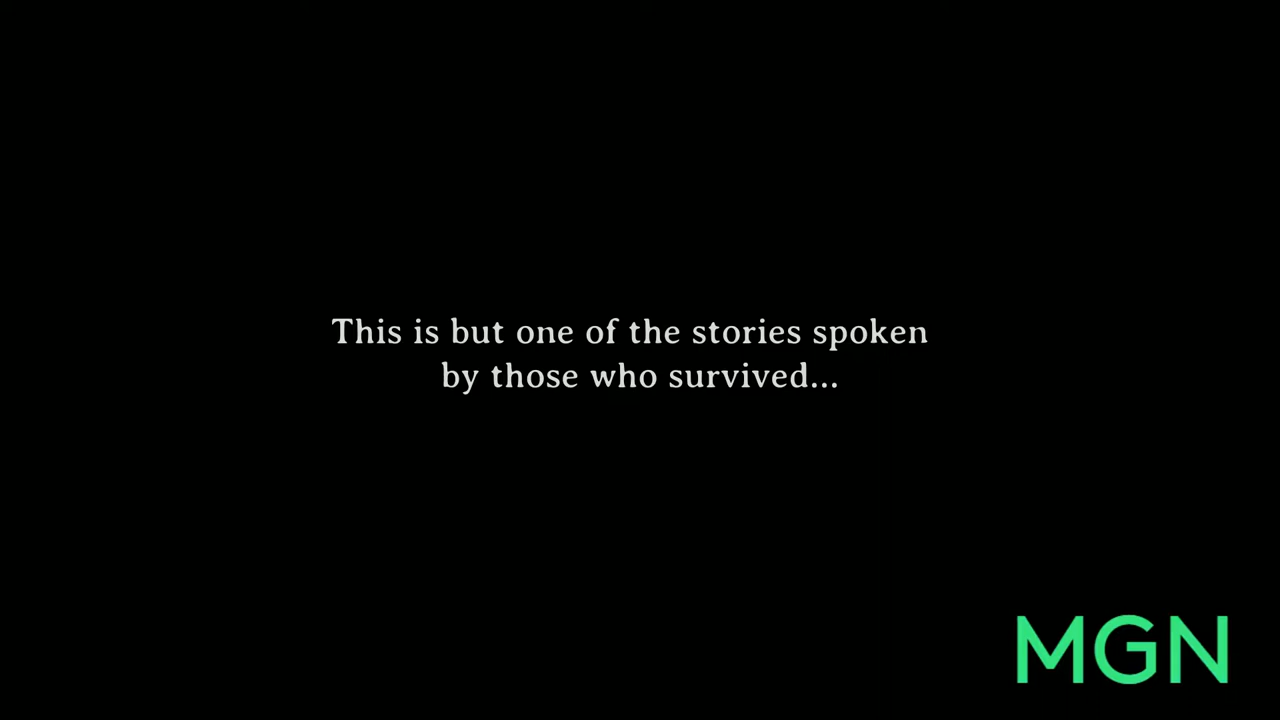 This is but one of the stories spoken
by those who survived...
MGN